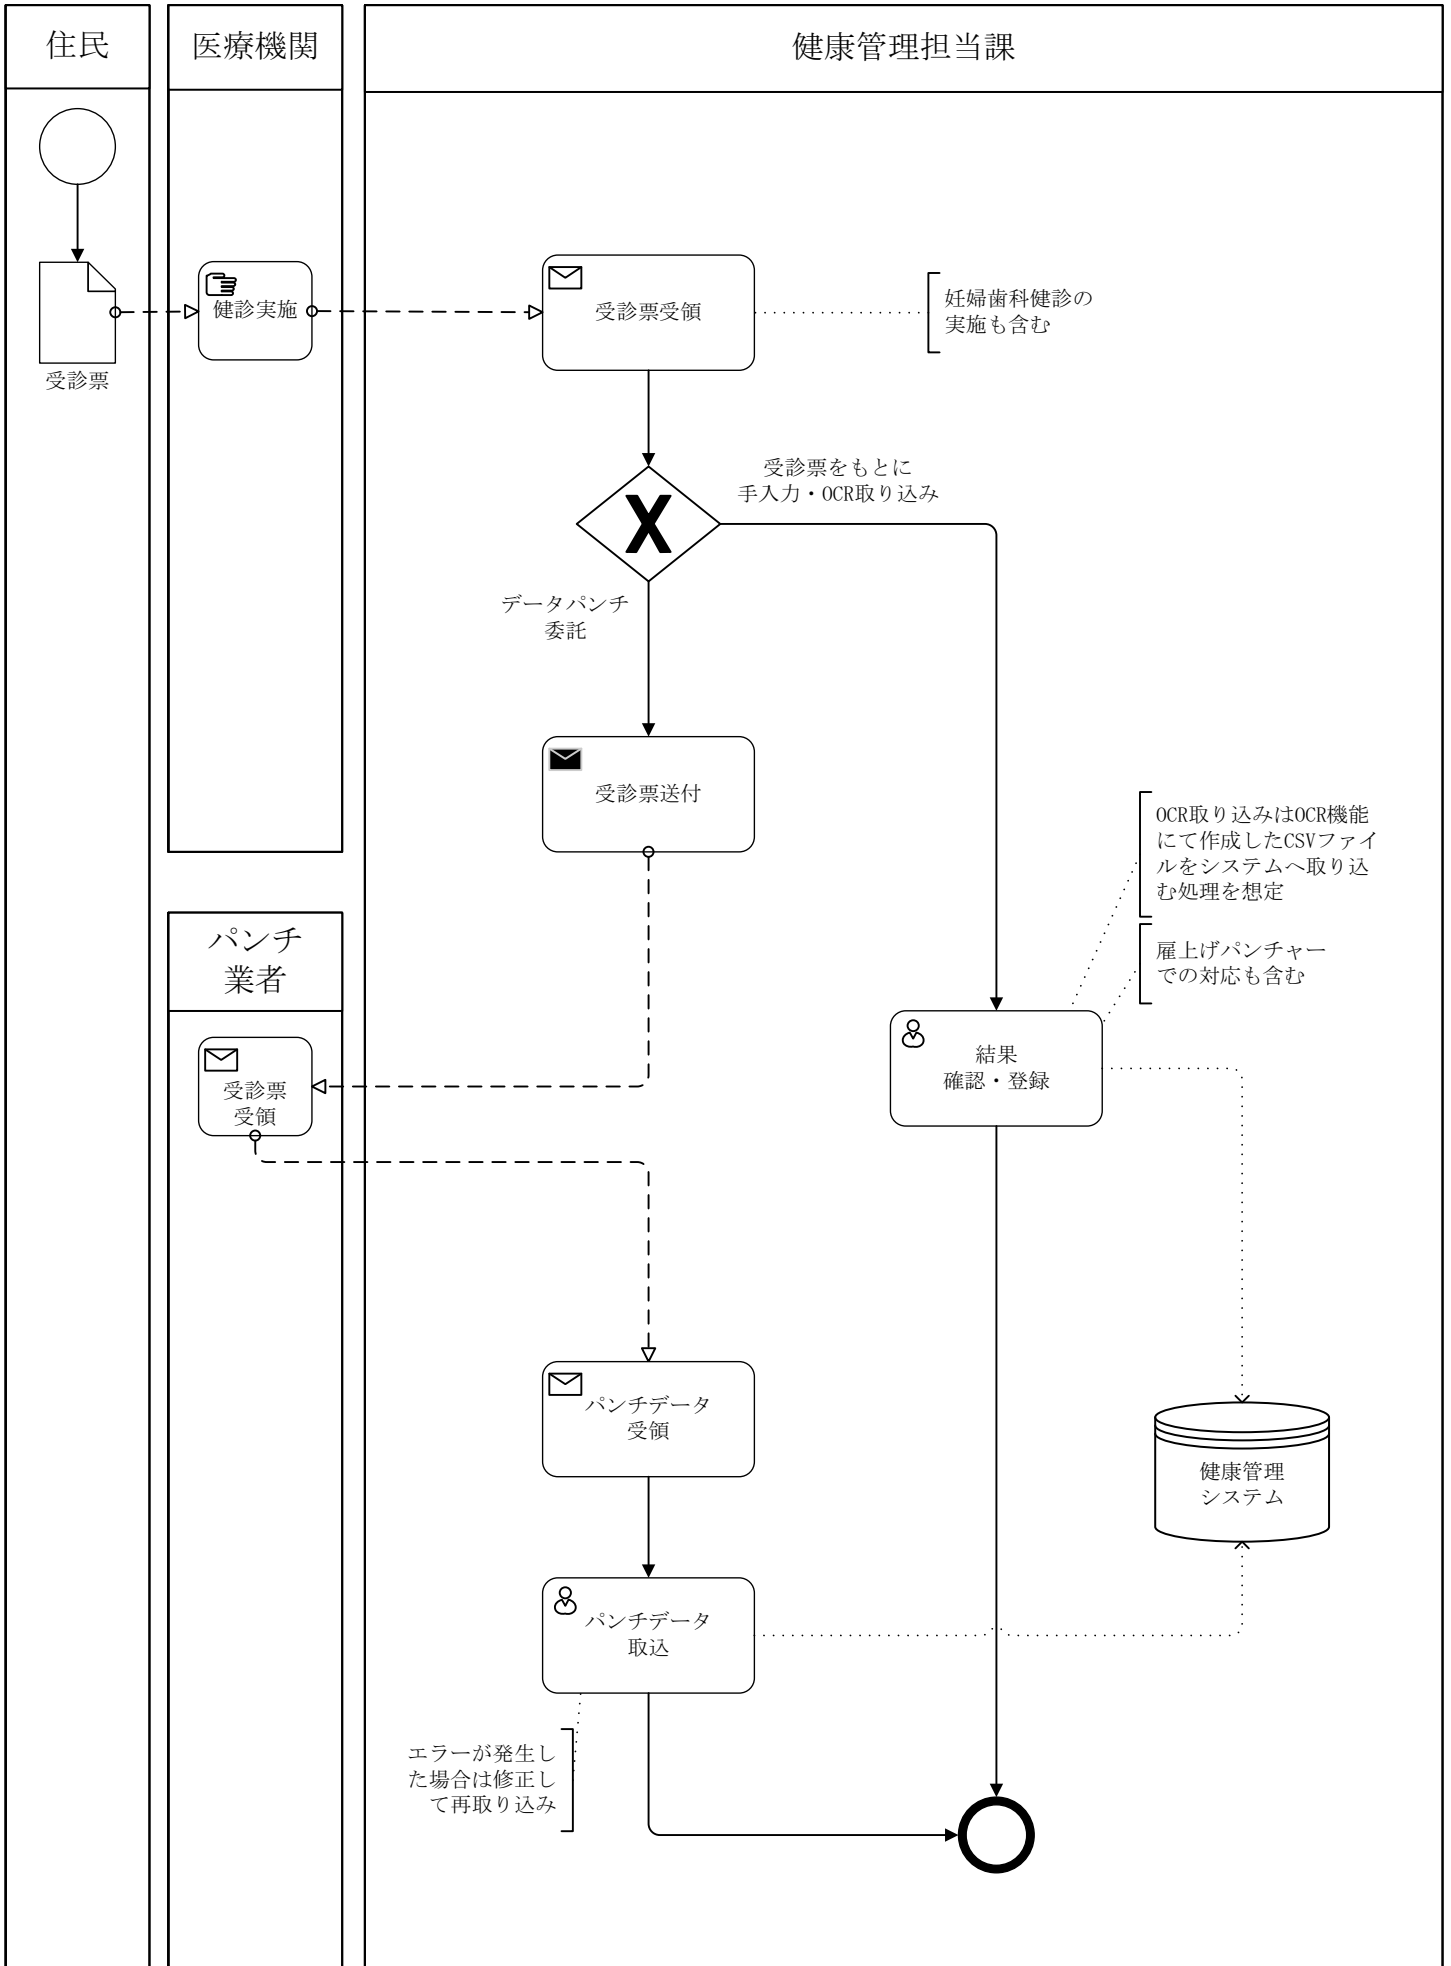 住民
医療機関
健康管理担当課
健診実施
受診票受領
妊婦歯科健診の
実施も含む
受診票
受診票をもとに
手入力・OCR取り込み
データパンチ
委託
受診票送付
OCR取り込みはOCR機能
にて作成したCSVファイ
ルをシステムへ取り込
む処理を想定
パンチ
業者
雇上げパンチャー
での対応も含む
結果
確認・登録
受診票
受領
パンチデータ
受領
健康管理
システム
パンチデータ
取込
エラーが発生し
た場合は修正し
て再取り込み